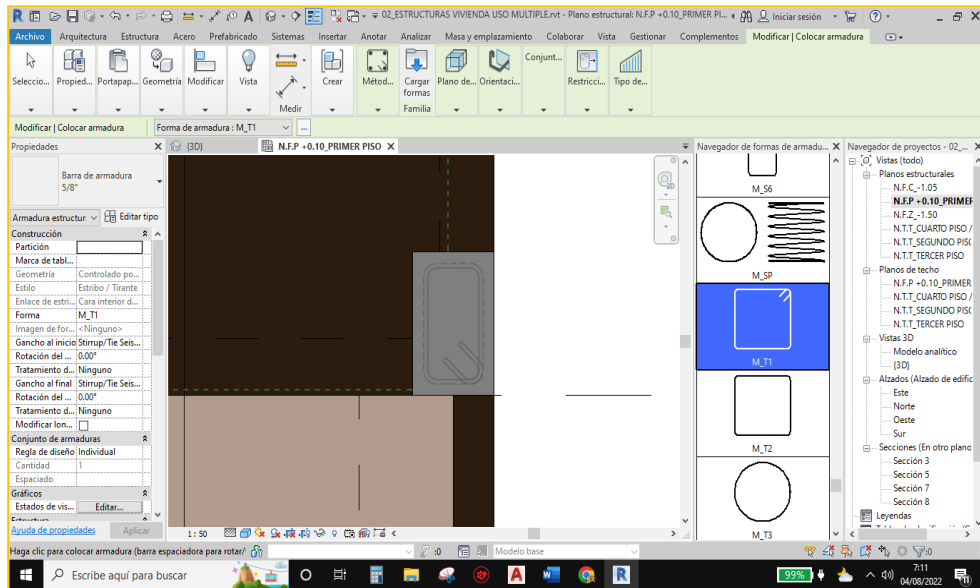 02_ESTRUCTURAS VIVIENDA USO MULTIPLE.rvt - Plano estructural: N.F.P +0.10_PRIMER PI...
Iniciar sesión
Archivo Arquitectura Estructura Acero Prefabricado Sistemas Insertar Anotar Analizar Masa y emplazamiento Colaborar Vista Gestionar Complementos Modificar | Colocar armadura
Seleccio... Propied... Portapap... Geometría Modificar Vista Crear Métod... Cargar formas Plano de... Orientaci... Conjunt... Restricci... Tipo de...
Medir Familia
Modificar | Colocar armadura Forma de armadura : M_T1 ...
Propiedades
{3D} N.F.P +0.10_PRIMER PISO
Navegador de formas de armadu...
Navegador de proyectos - 02_...
Barra de armadura
5/8"
Armadura estructur Editar tipo
Construcción
Partición
Marca de tabl...
Geometría Controlado po...
Estilo Estribo / Tirante
Enlace de estri... Cara interior d...
Forma M_T1
Imagen de for... <Ninguno>
Gancho al inicio Stirrup/Tie Seis...
Rotación del ... 0.00°
Tratamiento d... Ninguno
Gancho al final Stirrup/Tie Seis...
Rotación del ... 0.00°
Tratamiento d... Ninguno
Modificar lon...
Conjunto de armaduras
Regla de diseño Individual
Cantidad 1
Espaciado
Gráficos
Estados de vis... Editar...
Ayuda de propiedades Aplicar
M_S6
M_SP
M_T1
M_T2
M_T3
Vistas (todo)
Planos estructurales
N.F.C_-1.05
N.F.P +0.10_PRIMER
N.F.Z_-1.50
N.T.T_CUARTO PISO /
N.T.T_SEGUNDO PISO
N.T.T_TERCER PISO
Planos de techo
N.F.P +0.10_PRIMER
N.T.T_CUARTO PISO /
N.T.T_SEGUNDO PISO
N.T.T_TERCER PISO
Vistas 3D
Modelo analítico
{3D}
Alzados (Alzado de edific
Este
Norte
Oeste
Sur
Secciones (En otro plano
Sección 3
Sección 5
Sección 7
Sección 8
Leyendas
1 : 50
Haga clic para colocar armadura (barra espaciadora para rotar/ :0 Modelo base :0
Escribe aquí para buscar
99%
7:11
04/08/2022